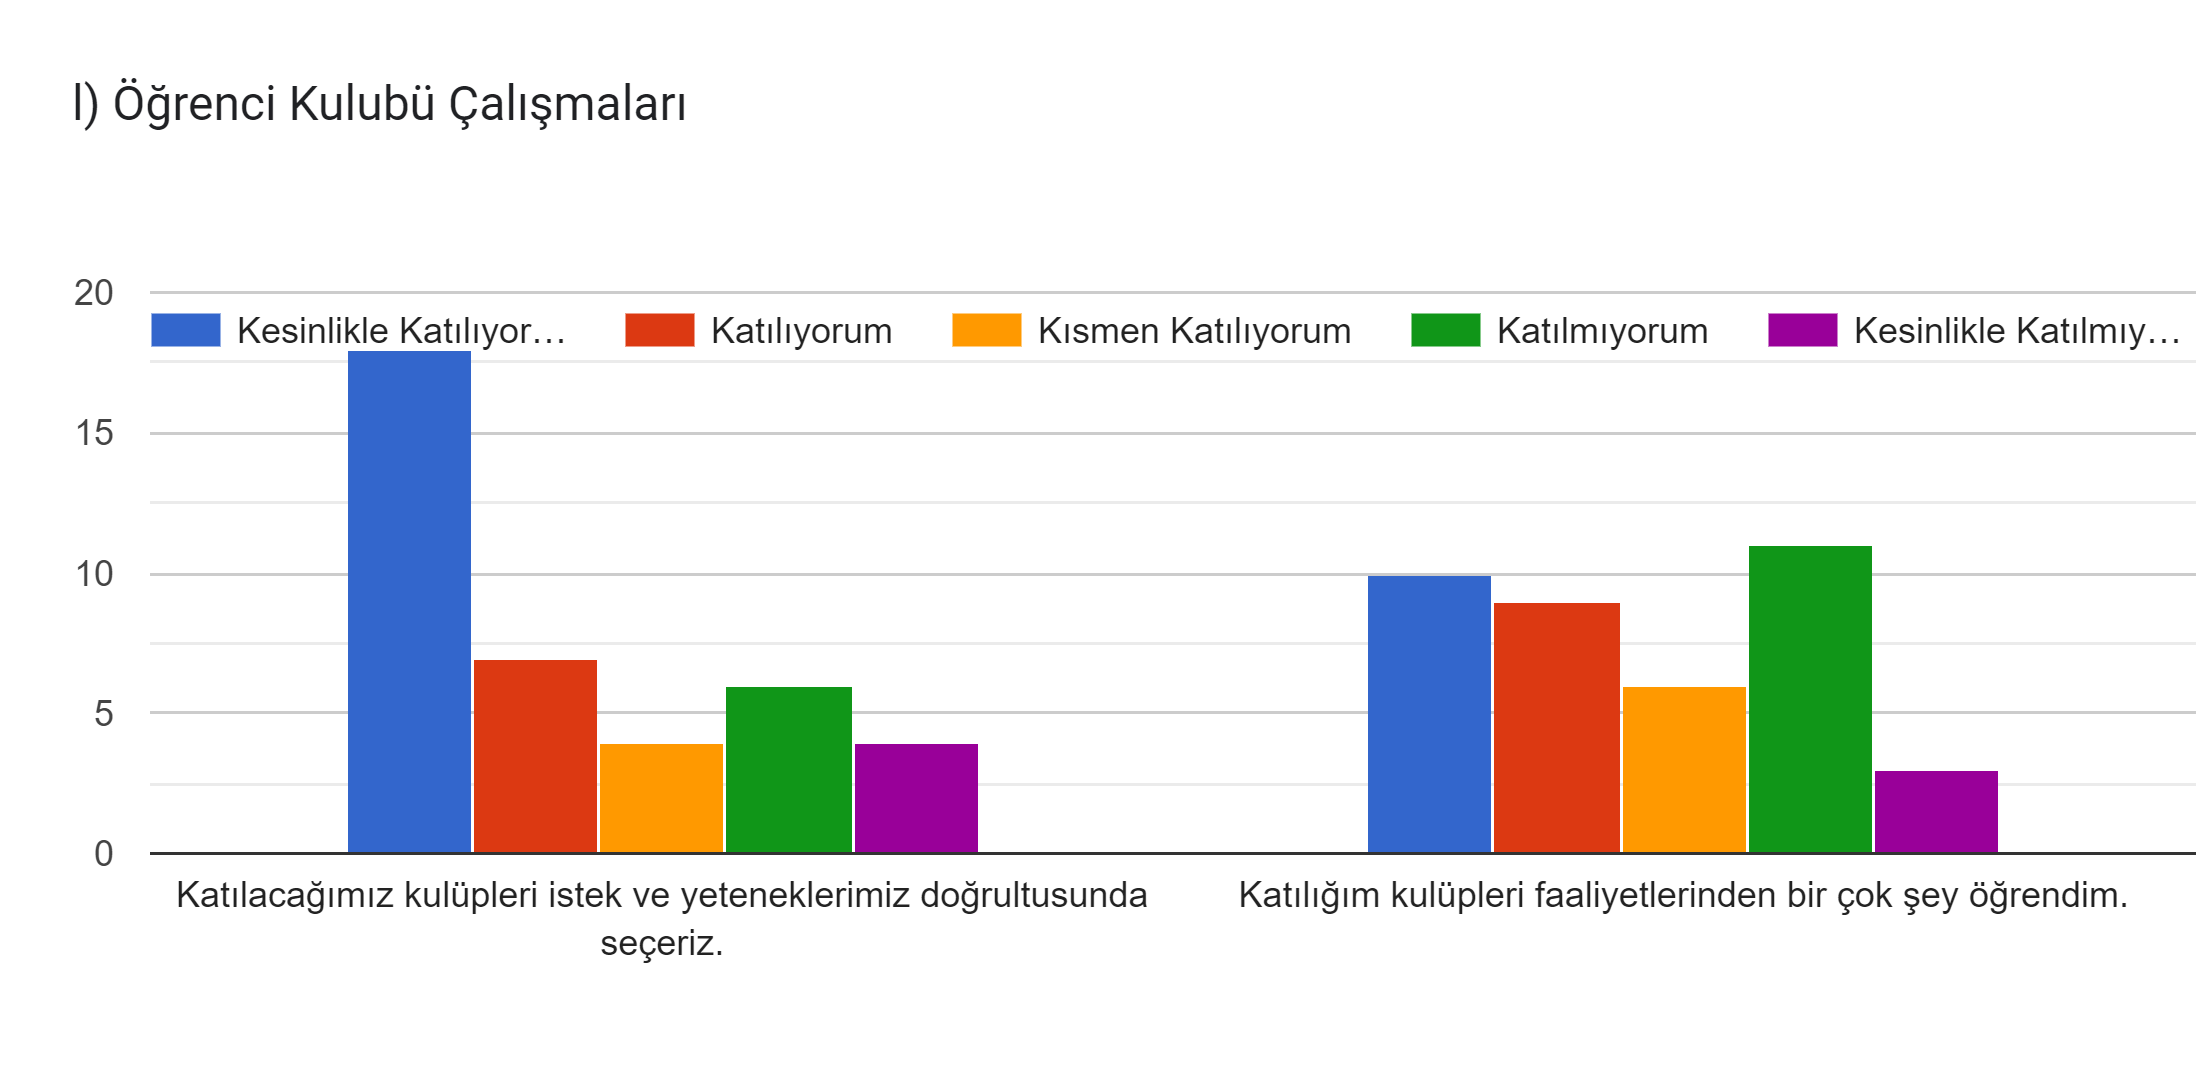 l) Öğrenci Kulubü Çalışmaları
20
Kesinlikle Katılıyor…
Katılıyorum
Kısmen Katılıyorum
Katılmıyorum
Kesinlikle Katılmıy…
15
10
5
0
Katılacağımız kulüpleri istek ve yeteneklerimiz doğrultusunda
seçeriz.
Katılığım kulüpleri faaliyetlerinden bir çok şey öğrendim.